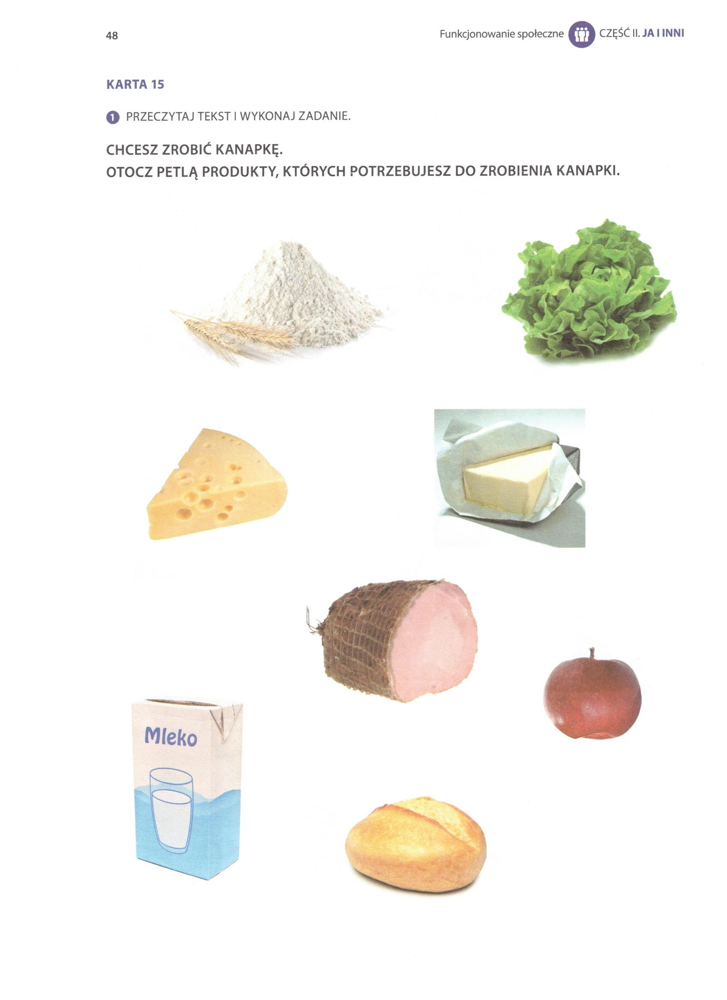 48
Funkcjonowanie społeczne CZĘŚĆ II. JA I INNI
KARTA 15
1 PRZECZYTAJ TEKST I WYKONAJ ZADANIE.
CHCESZ ZROBIĆ KANAPKĘ.
OTOCZ PETLĄ PRODUKTY, KTÓRYCH POTRZEBUJESZ DO ZROBIENIA KANAPKI.
Mleko